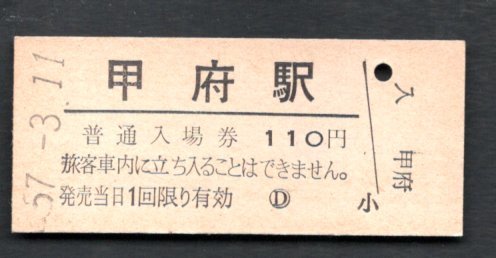 57-3.11
甲府駅
普通入場券 110円
旅客車内に立ち入ることはできません。
発売当日1回限り有効 Ⓓ
入 甲府
小